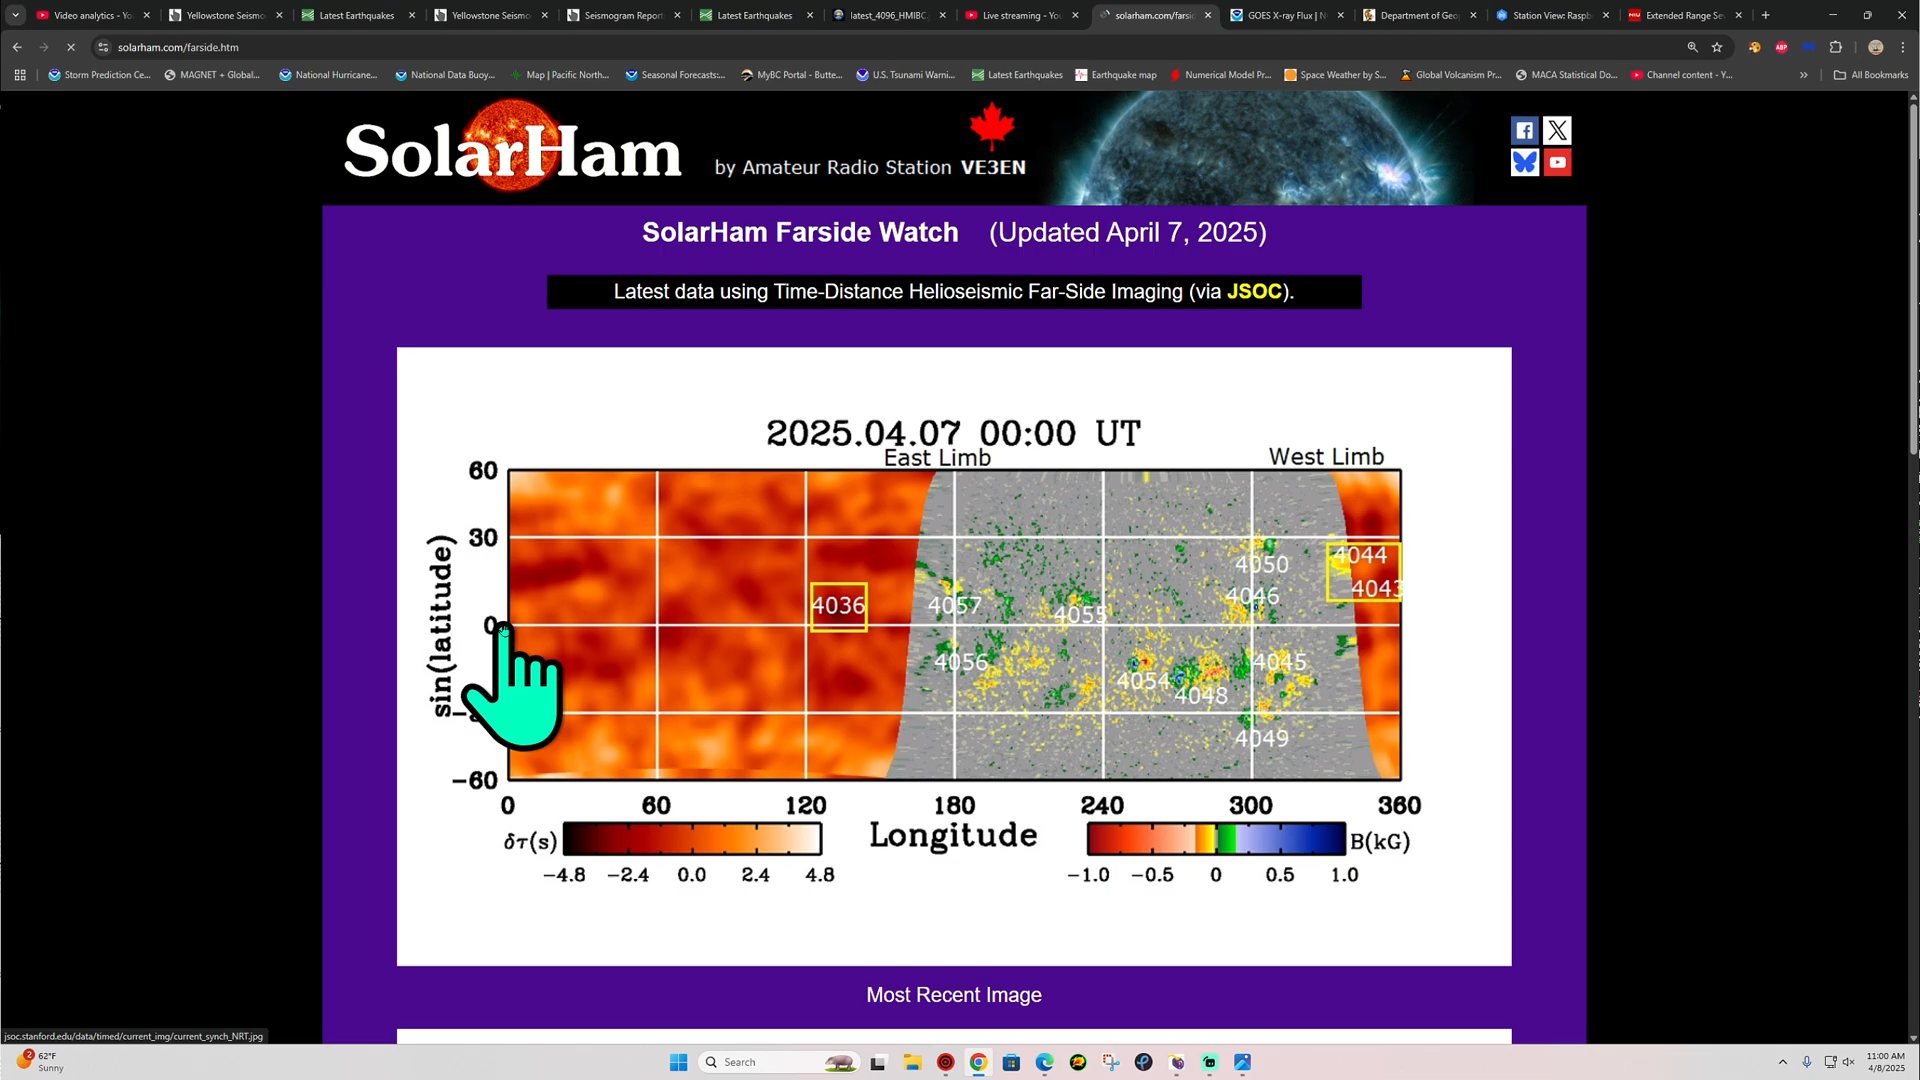 Video analytics - Yo
Yellowstone Seismo
Latest Earthquakes
Yellowstone Seismo
Seismogram Report
Latest Earthquakes
latest_4096_HMIBC.
Live streaming - You
solarham.com/farsi
GOES X-ray Flux | N
Department of Geo
Station View: Raspb
NIU
Extended Range Se
solarham.com/farside.htm
ABP
Storm Prediction Ce...
MAGNET + Global...
National Hurricane...
National Data Buoy...
Map | Pacific North...
Seasonal Forecasts:...
MyBC Portal - Butte...
U.S. Tsunami Warni...
Latest Earthquakes
Earthquake map
Numerical Model Pr...
Space Weather by S...
Global Volcanism Pr...
MACA Statistical Do...
Channel content - Y...
All Bookmarks
SolarHam
by Amateur Radio Station VE3EN
SolarHam Farside Watch (Updated April 7, 2025)
Latest data using Time-Distance Helioseismic Far-Side Imaging (via JSOC).
2025.04.07 00:00 UT
East Limb
West Limb
60
30
0
-60
sin(latitude)
4036
4057
4056
4055
4054
4048
4050
4046
4045
4049
4044
4043
0 60 120 180 240 300 360
Longitude
δτ(s)
-4.8 -2.4 0.0 2.4 4.8
B(kG)
-1.0 -0.5 0 0.5 1.0
Most Recent Image
jsoc.stanford.edu/data/timed/current_img/current_synch_NRT.jpg
2
62°F
Sunny
Search
11:00 AM
4/8/2025